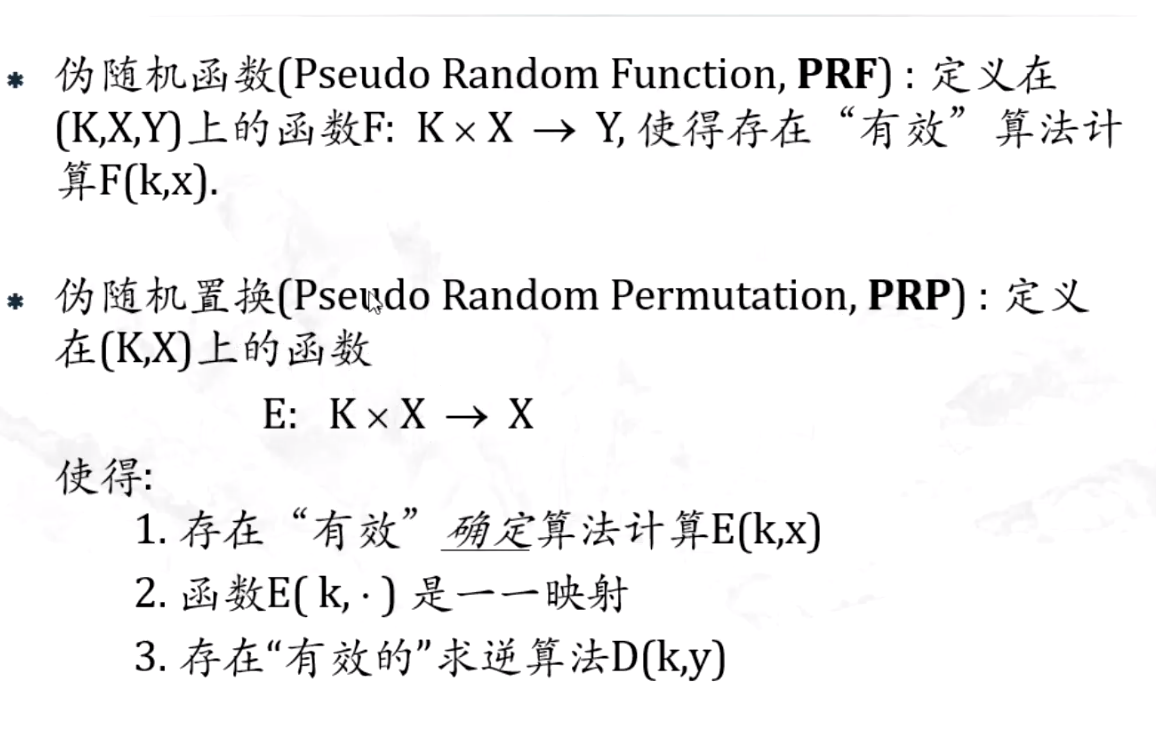 * 伪随机函数(Pseudo Random Function, PRF) : 定义在
(K,X,Y)上的函数F: K × X → Y, 使得存在“有效”算法计
算F(k,x).
* 伪随机置换(Pseudo Random Permutation, PRP) : 定义
在(K,X)上的函数
E: K × X → X
使得:
1. 存在“有效”确定算法计算E(k,x)
2. 函数E( k, · ) 是一一映射
3. 存在“有效的”求逆算法D(k,y)